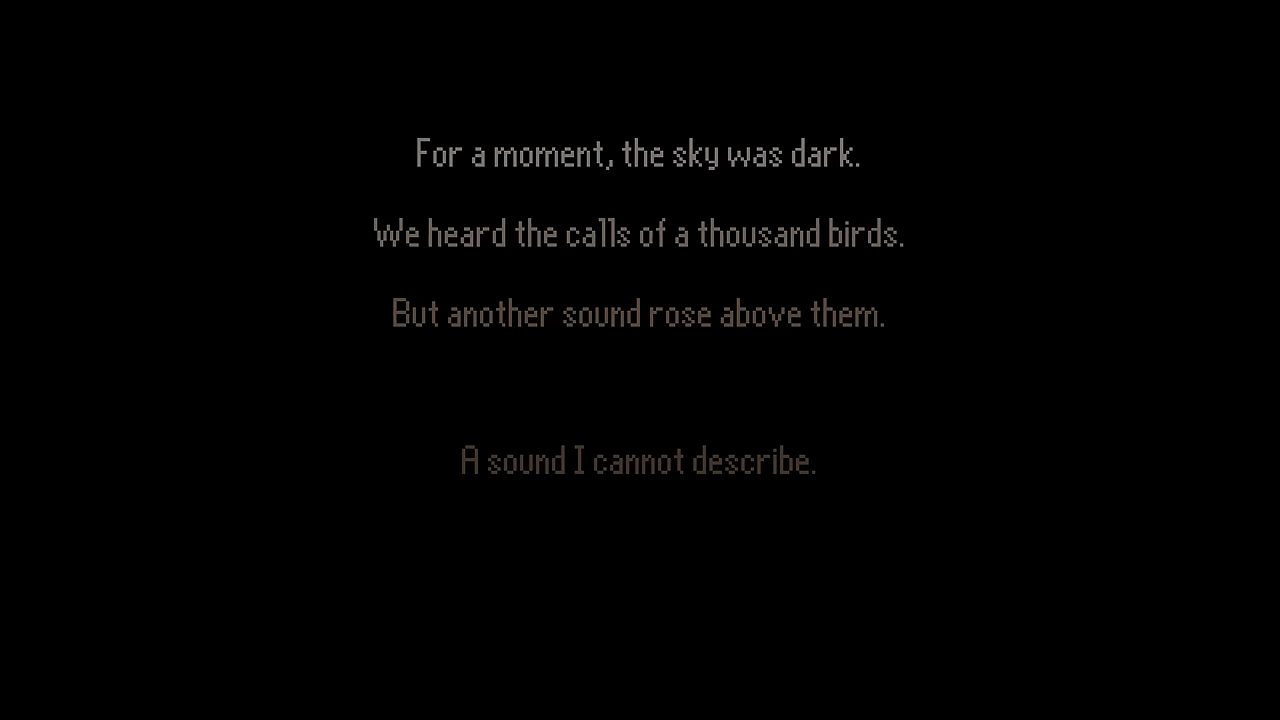 For a moment, the sky was dark.
We heard the calls of a thousand birds.
But another sound rose above them.
A sound I cannot describe.